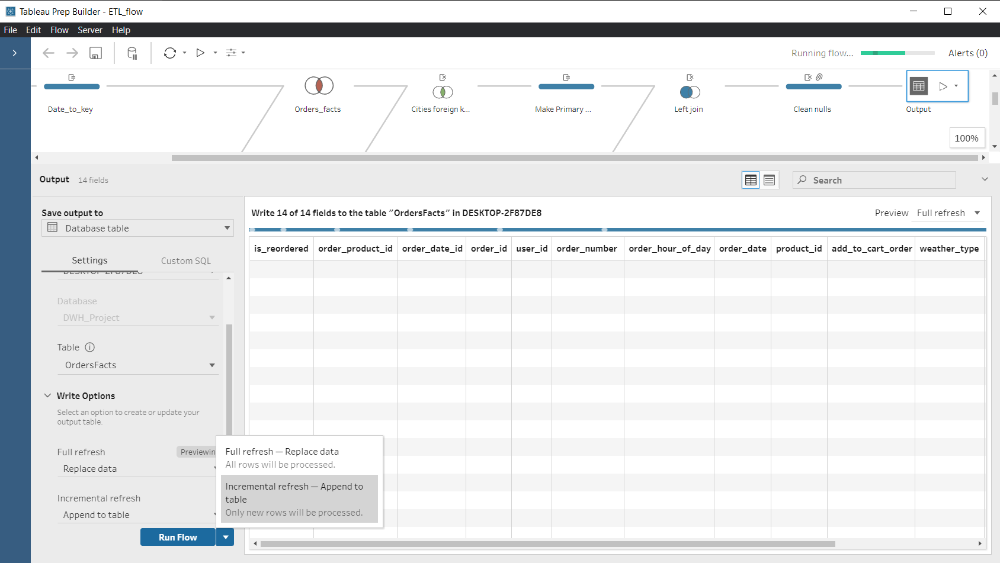 Tableau Prep Builder - ETL_flow
File Edit Flow Server Help
Running flow... Alerts (0)
Date_to_key Orders_facts Cities foreign k... Make Primary ... Left join Clean nulls Output
100%
Output 14 fields
Search
Save output to
Database table
Settings Custom SQL
DESKTOP-2F87DE8
Database
DWH_Project
Table
OrdersFacts
Write Options
Select an option to create or update your
output table.
Full refresh Previewin
Replace data
Incremental refresh
Append to table
Run Flow
Full refresh — Replace data
All rows will be processed.
Incremental refresh — Append to
table
Only new rows will be processed.
Write 14 of 14 fields to the table "OrdersFacts" in DESKTOP-2F87DE8
Preview Full refresh
is_reordered order_product_id order_date_id order_id user_id order_number order_hour_of_day order_date product_id add_to_cart_order weather_type